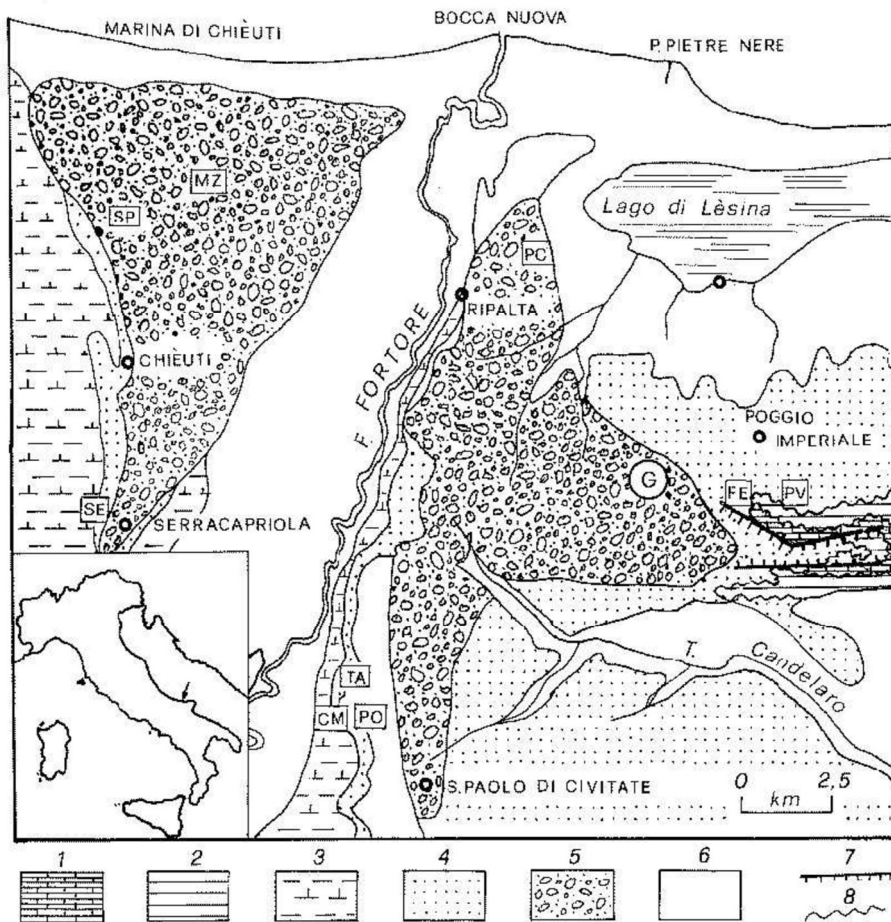 BOCCA NUOVA
MARINA DI CHIÈUTI
P. PIETRE NERE
MZ
SP
Lago di Lèsina
PC
RIPALTA
CHIÈUTI
F. FORTORE
POGGIO
IMPERIALE
G
FE
PV
SE
SERRACAPRIOLA
T. Candelaro
TA
CM
PO
S. PAOLO DI CIVITATE
0 2,5
km
1 2 3 4 5 6 7
8